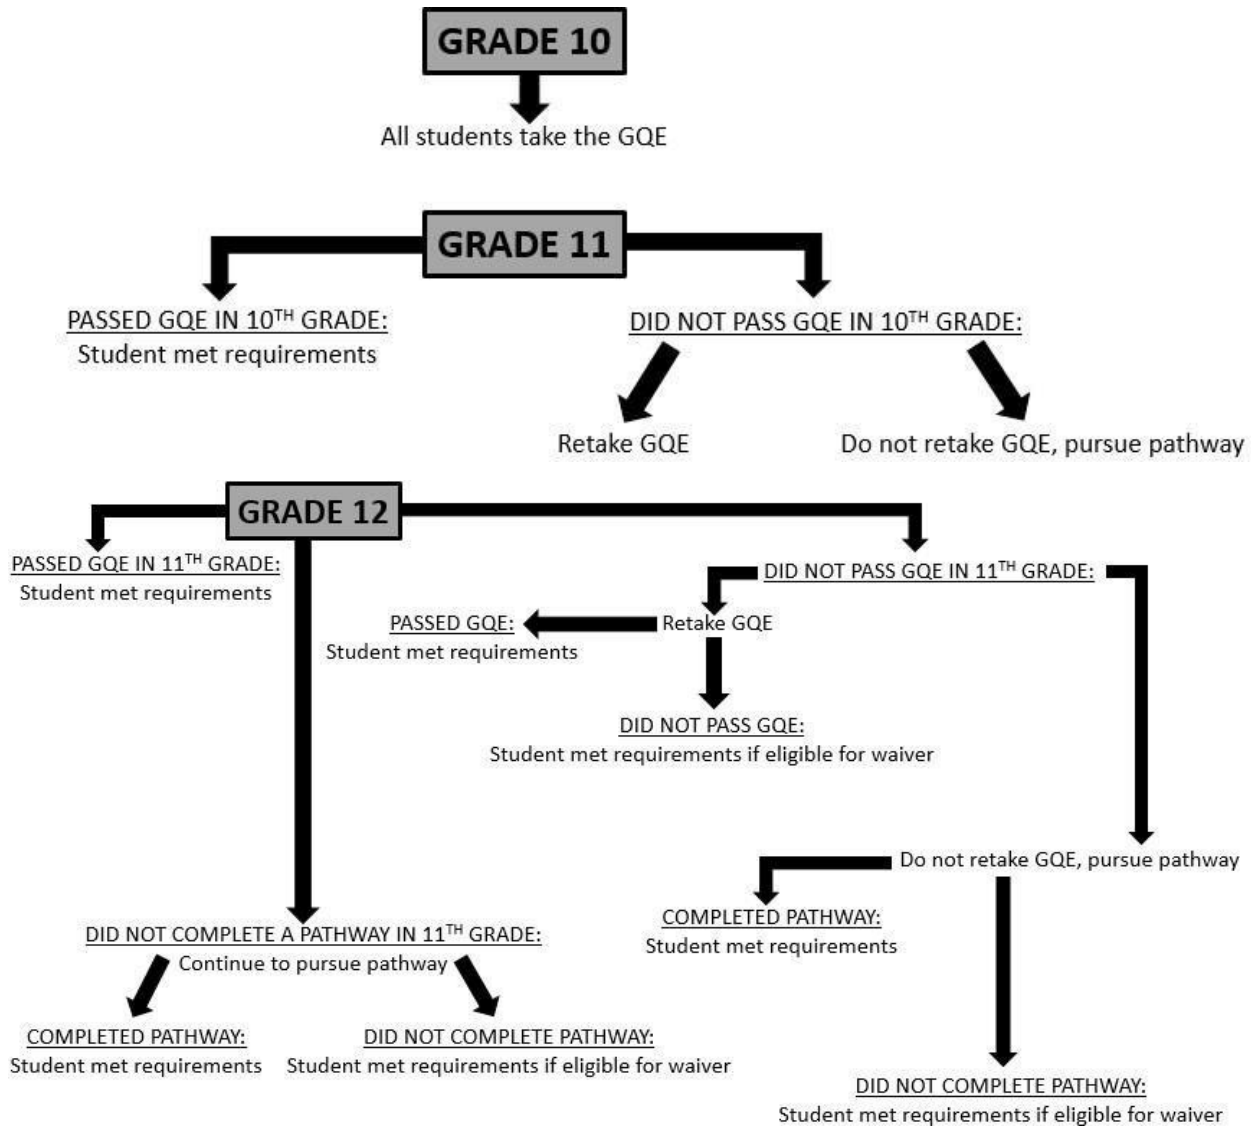 GRADE 10
All students take the GQE
GRADE 11
PASSED GQE IN 10TH GRADE:
Student met requirements
DID NOT PASS GQE IN 10TH GRADE:
Retake GQE
Do not retake GQE, pursue pathway
GRADE 12
PASSED GQE IN 11TH GRADE:
Student met requirements
DID NOT PASS GQE IN 11TH GRADE:
Retake GQE
PASSED GQE:
Student met requirements
DID NOT PASS GQE:
Student met requirements if eligible for waiver
Do not retake GQE, pursue pathway
COMPLETED PATHWAY:
Student met requirements
DID NOT COMPLETE PATHWAY:
Student met requirements if eligible for waiver
DID NOT COMPLETE A PATHWAY IN 11TH GRADE:
Continue to pursue pathway
COMPLETED PATHWAY:
Student met requirements
DID NOT COMPLETE PATHWAY:
Student met requirements if eligible for waiver